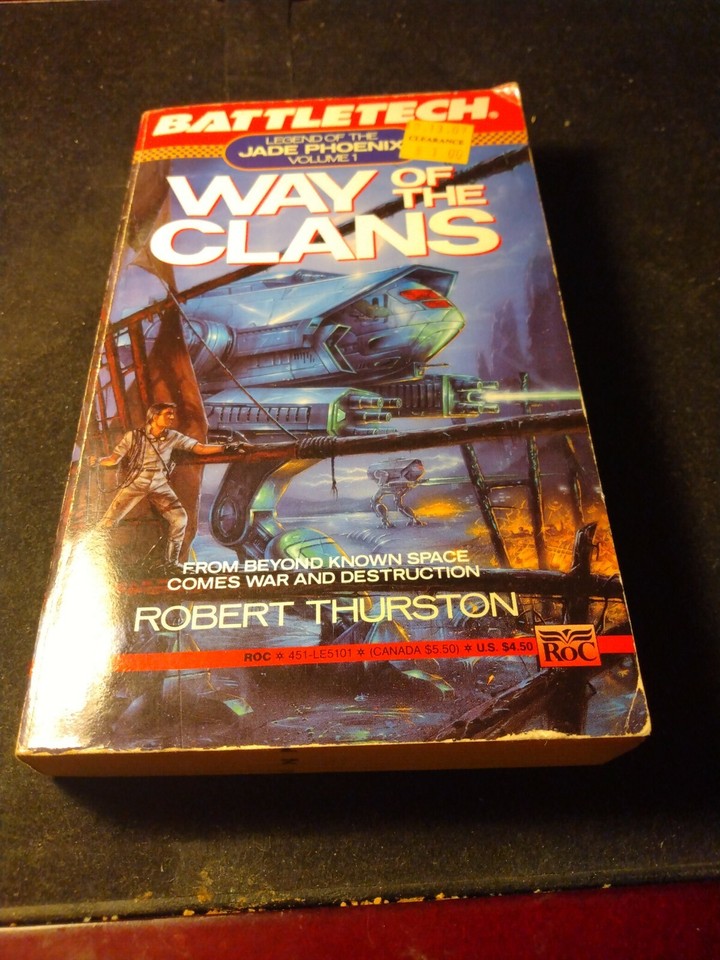 BATTLETECH®
LEGEND OF THE
JADE PHOENIX
VOLUME 1
CLEARANCE
WAY OF THE
CLANS
FROM BEYOND KNOWN SPACE
COMES WAR AND DESTRUCTION
ROBERT THURSTON
ROC ✲ 451-LE5101 ✲ (CANADA $5.50) ✲ U.S. $4.50
ROC